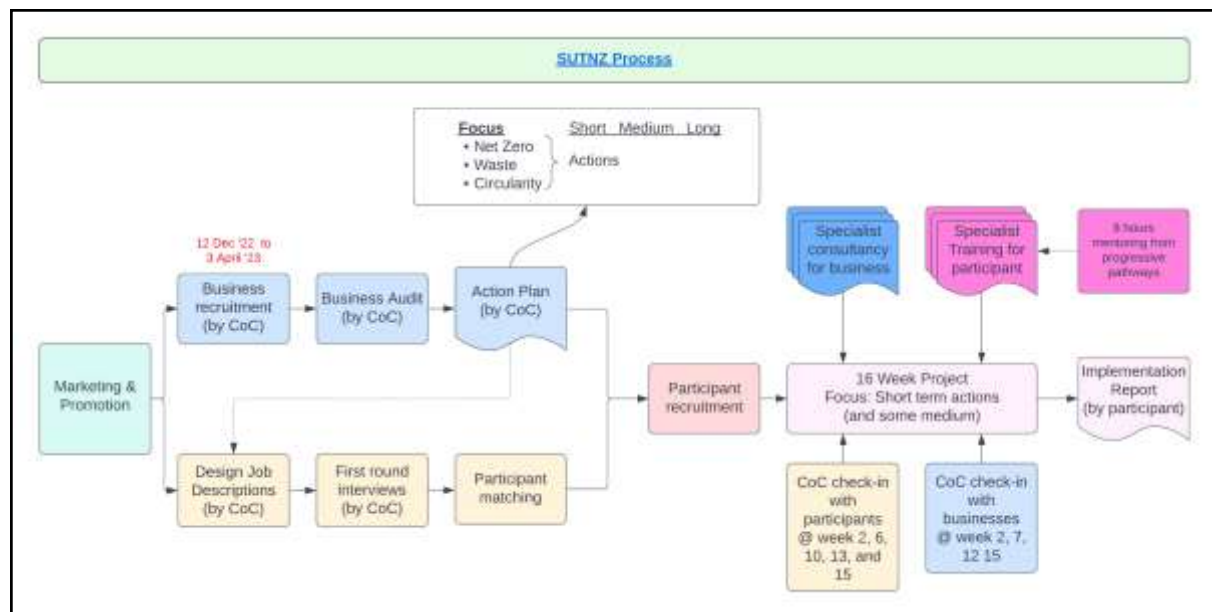 SUTNZ Process
Focus
Short Medium Long
• Net Zero
• Waste
• Circularity
Actions
12 Dec '22 to
3 April '23
Business
recruitment
(by CoC)
Business Audit
(by CoC)
Action Plan
(by CoC)
Specialist
consultancy
for business
Specialist
Training for
participant
hours
mentoring from
progressive
pathways
Marketing &
Promotion
Participant
recruitment
16 Week Project
Focus: Short term actions
(and some medium)
Implementation
Report
(by participant)
Design Job
Descriptions
(by CoC)
First round
interviews
(by CoC)
Participant
matching
CoC check-in
with
participants
@ week 2, 6,
10, 13, and
15
CoC check-in
with
businesses
@ week 2, 7,
12 15